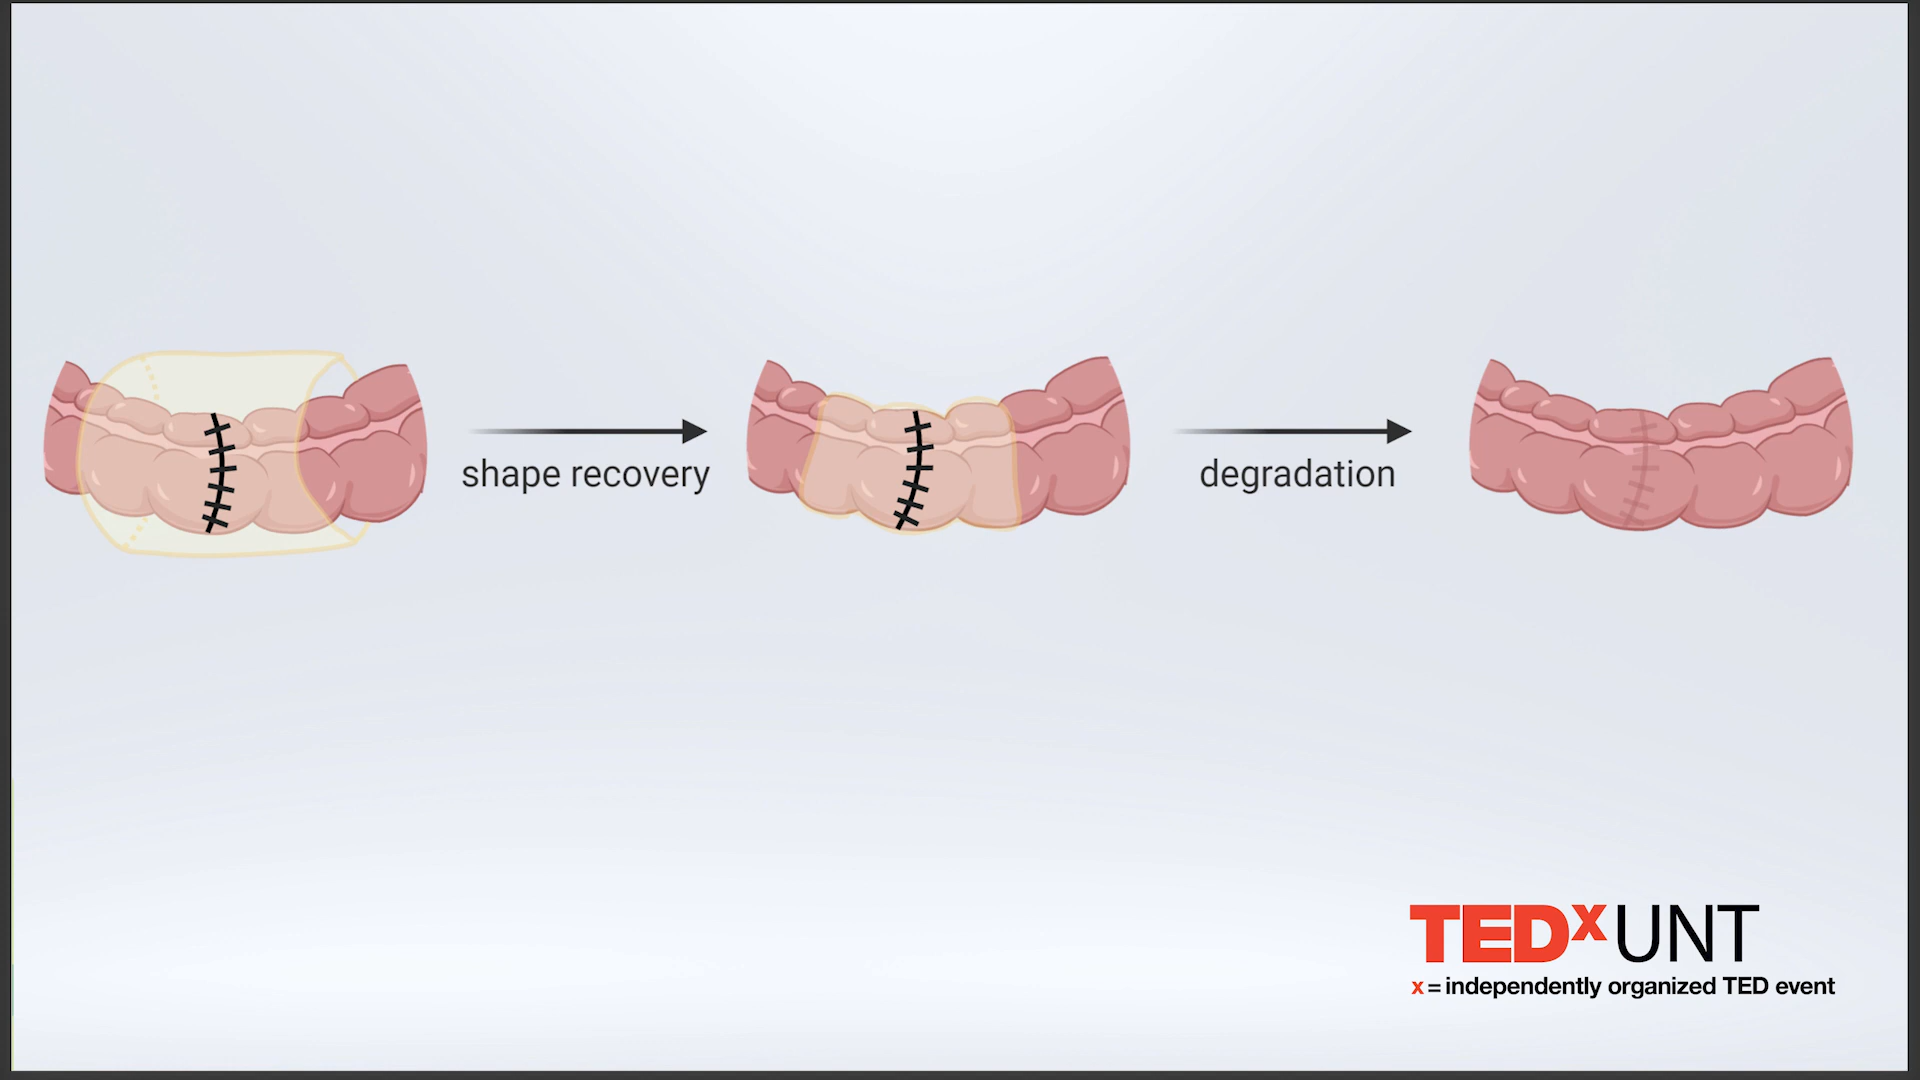 shape recovery
degradation
TEDxUNT
x = independently organized TED event